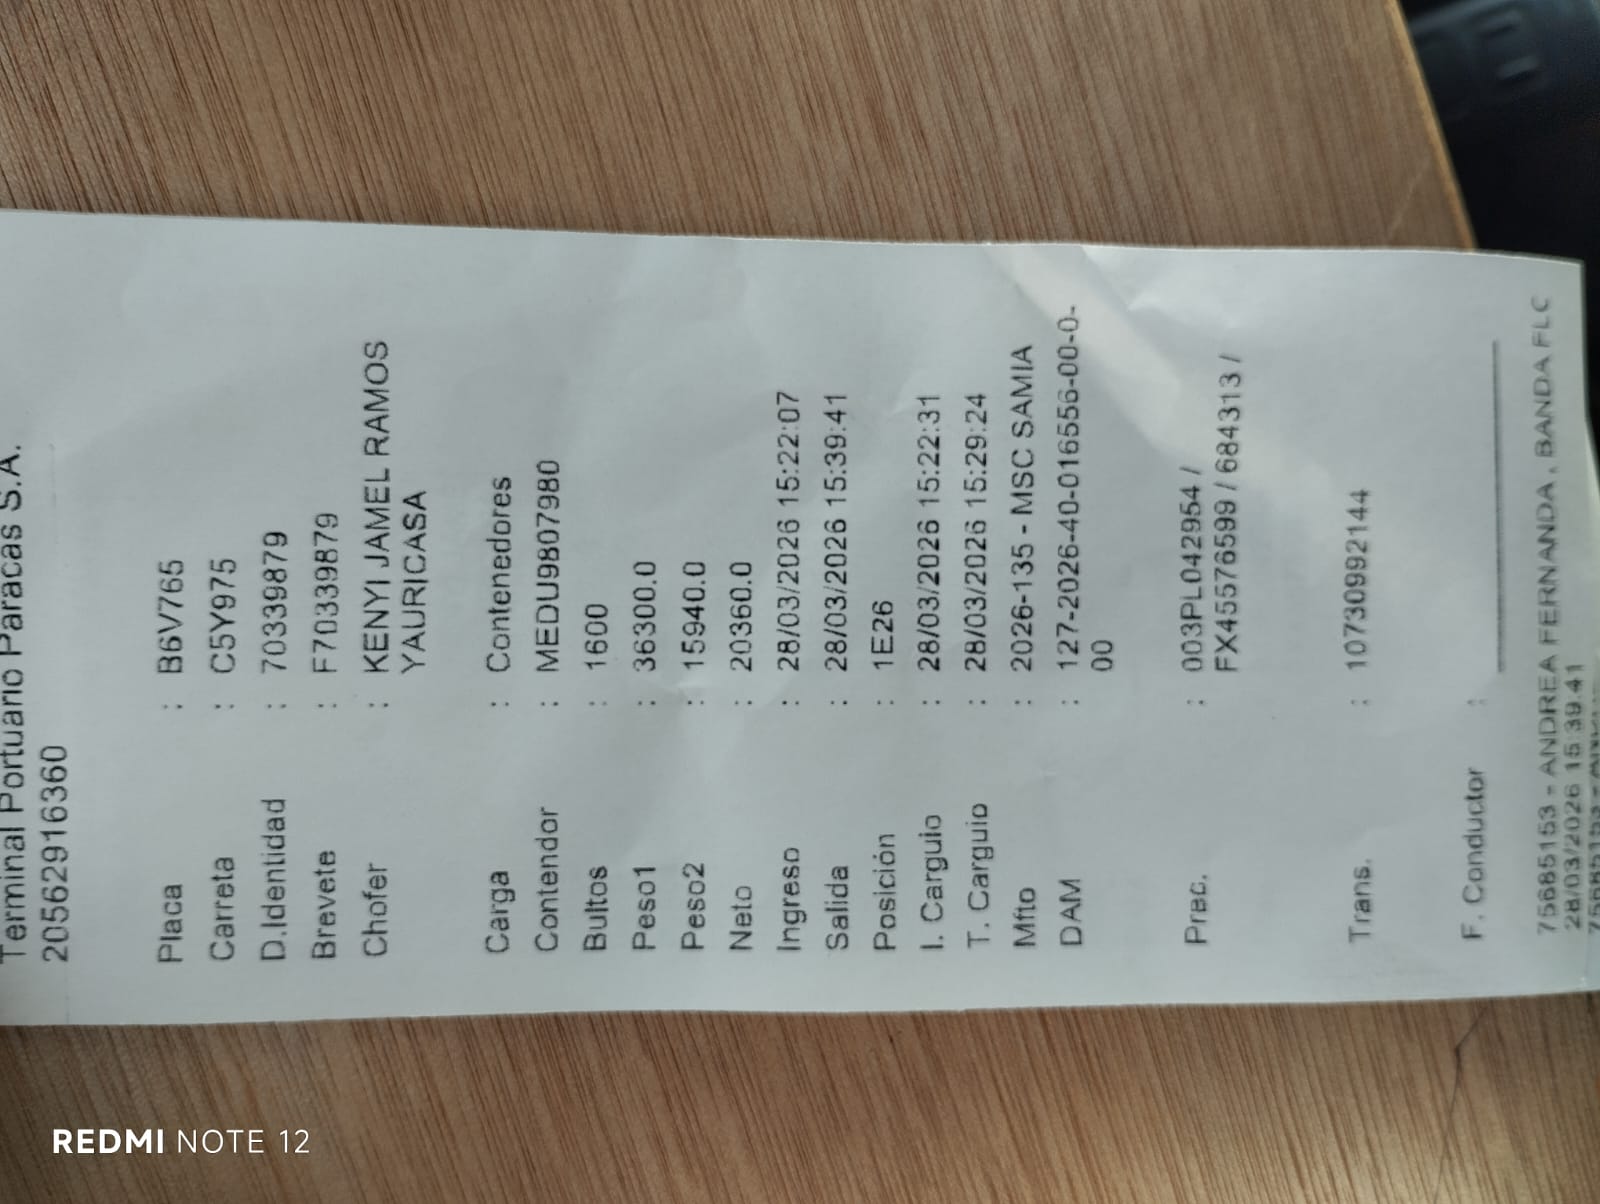 Terminal Portuario Paracas S.A.
20562916360
Placa : B6V765
Carreta : C5Y975
D.Identidad : 70339879
Brevete : F70339879
Chofer : KENYI JAMEL RAMOS
YAURICASA
Carga : Contenedores
Contendor : MEDU9807980
Bultos : 1600
Peso1 : 36300.0
Peso2 : 15940.0
Neto : 20360.0
Ingreso : 28/03/2026 15:22:07
Salida : 28/03/2026 15:39:41
Posición : 1E26
I. Carguio : 28/03/2026 15:22:31
T. Carguio : 28/03/2026 15:29:24
Mfto : 2026-135 - MSC SAMIA
DAM : 127-2026-40-016556-00-0-
00
Prec. : 003PL042954 /
FX45576599 / 684313 /
Trans. : 10730992144
F. Conductor :
75685153 - ANDREA FERNANDA, BANDA FLO
28/03/2026 15:39:41
REDMI NOTE 12